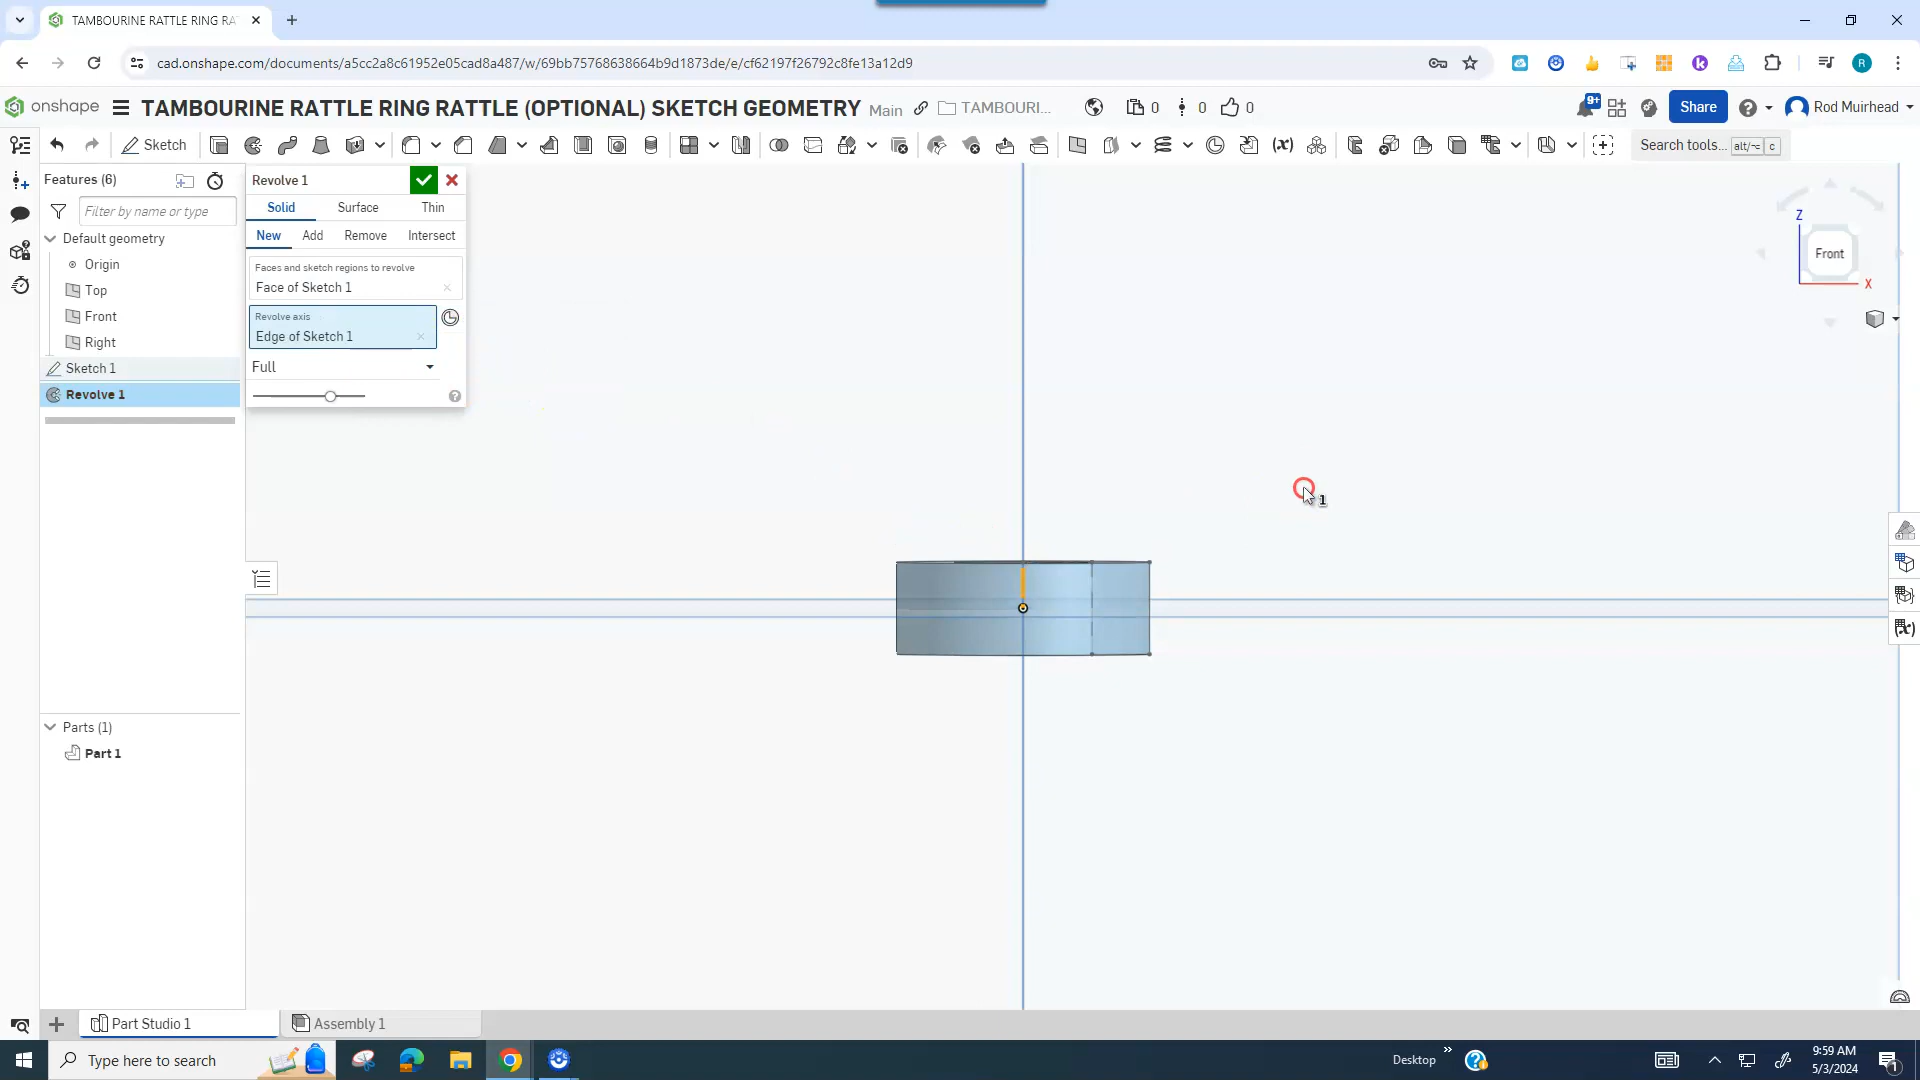 TAMBOURINE RATTLE RING RA
cad.onshape.com/documents/a5cc2a8c61952e05cad8a487/w/69bb75768638664b9d1873de/e/cf62197f26792c8fe13a12d9
R
onshape
TAMBOURINE RATTLE RING RATTLE (OPTIONAL) SKETCH GEOMETRY
Main
TAMBOURI...
0
0
0
9+
Share
Rod Muirhead
Sketch
(x)
Search tools...
alt/⌥
c
Features (6)
Filter by name or type
Default geometry
Origin
Top
Front
Right
Sketch 1
Revolve 1
Revolve 1
Solid
Surface
Thin
New
Add
Remove
Intersect
Faces and sketch regions to revolve
Face of Sketch 1
Revolve axis
Edge of Sketch 1
Full
Z
Front
X
1
(x)
Parts (1)
Part 1
Part Studio 1
Assembly 1
Type here to search
Desktop
9:59 AM
5/3/2024
1